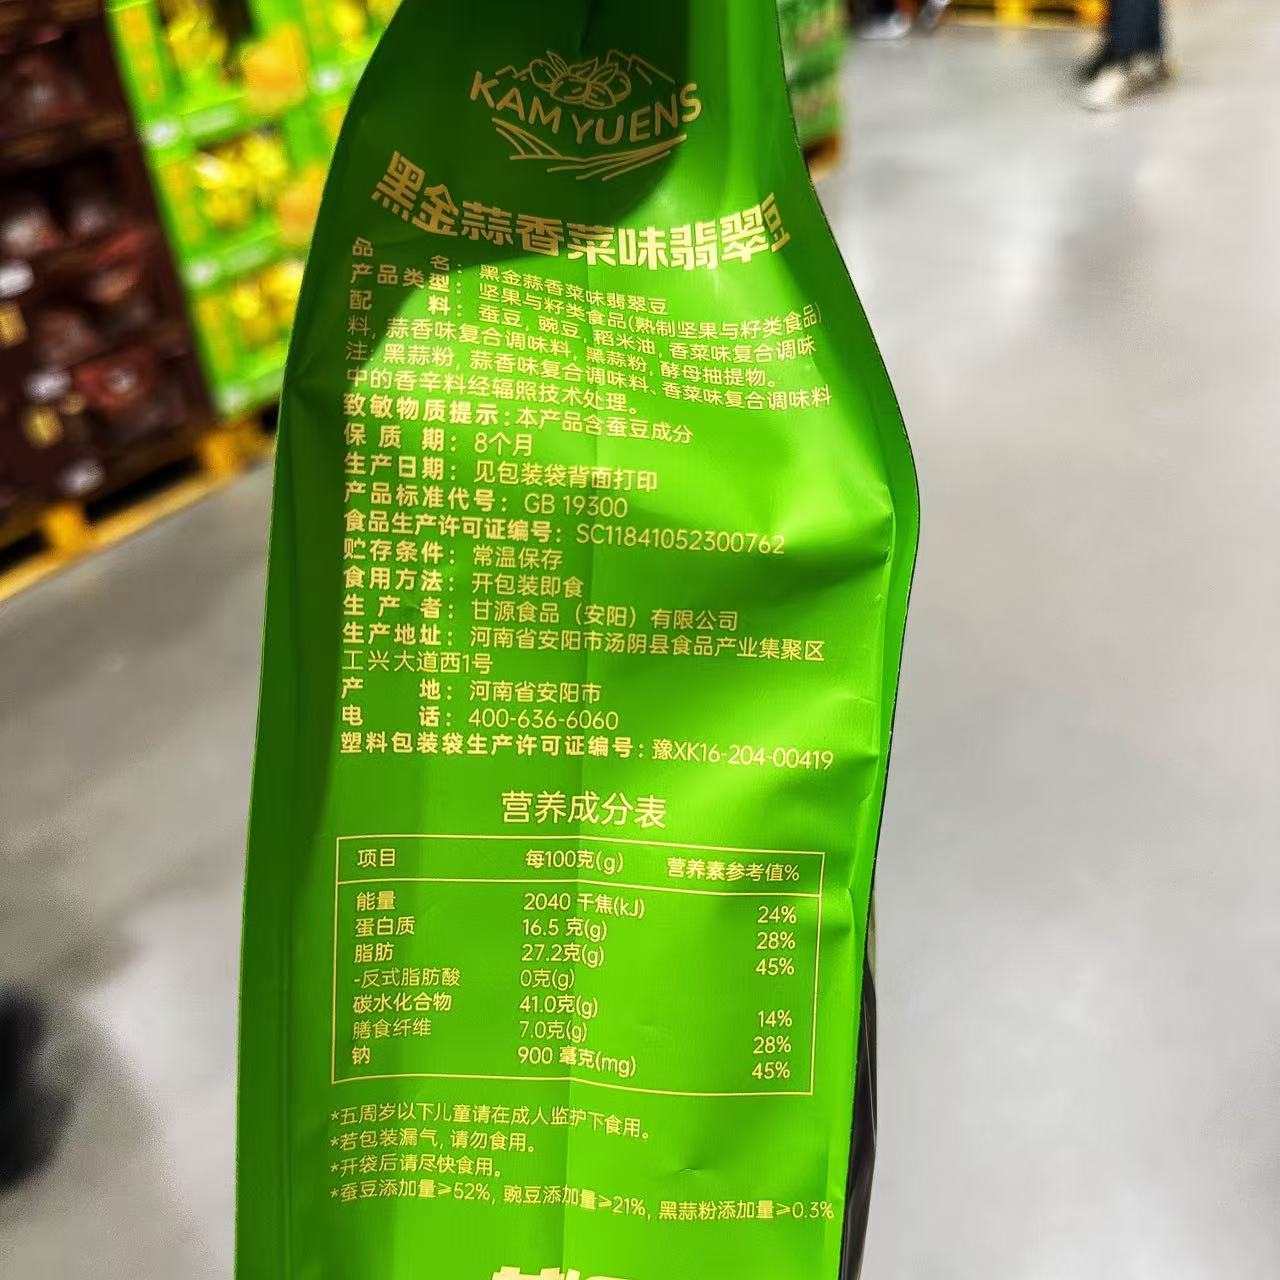 KAM YUENS
黑金蒜香菜味翡翠豆
品 名：黑金蒜香菜味翡翠豆
产品类型：坚果与籽类食品(熟制坚果与籽类食品)
配 料：蚕豆, 豌豆, 稻米油, 香菜味复合调味
料, 蒜香味复合调味料, 黑蒜粉, 酵母抽提物。
注: 黑蒜粉, 蒜香味复合调味料、香菜味复合调味料
中的香辛料经辐照技术处理。
致敏物质提示：本产品含蚕豆成分
保 质 期：8个月
生产日期：见包装袋背面打印
产品标准代号：GB 19300
食品生产许可证编号：SC11841052300762
贮存条件：常温保存
食用方法：开包装即食
生 产 者：甘源食品（安阳）有限公司
生产地址：河南省安阳市汤阴县食品产业集聚区
工兴大道西1号
产 地：河南省安阳市
电 话：400-636-6060
塑料包装袋生产许可证编号：豫XK16-204-00419
营养成分表
项目 每100克(g) 营养素参考值%
能量 2040 千焦(kJ) 24%
蛋白质 16.5 克(g) 28%
脂肪 27.2克(g) 45%
-反式脂肪酸 0克(g)
碳水化合物 41.0克(g) 14%
膳食纤维 7.0克(g) 28%
钠 900 毫克(mg) 45%
*五周岁以下儿童请在成人监护下食用。
*若包装漏气, 请勿食用。
*开袋后请尽快食用。
*蚕豆添加量≥52%, 豌豆添加量≥21%, 黑蒜粉添加量≥0.3%